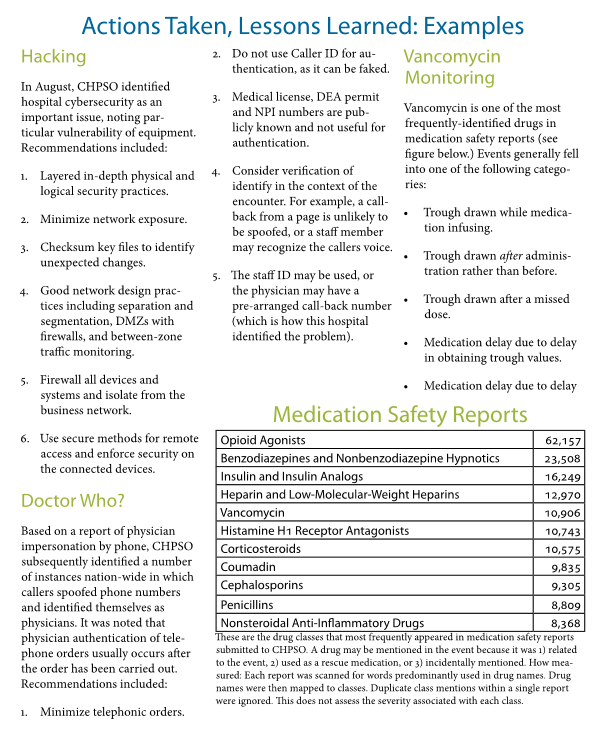 Actions Taken, Lessons Learned: Examples
Hacking
In August, CHPSO identified
hospital cybersecurity as an
important issue, noting par-
ticular vulnerability of equipment.
Recommendations included:
1. Layered in-depth physical and
logical security practices.
2. Minimize network exposure.
3. Checksum key files to identify
unexpected changes.
4. Good network design prac-
tices including separation and
segmentation, DMZs with
firewalls, and between-zone
traffic monitoring.
5. Firewall all devices and
systems and isolate from the
business network.
6. Use secure methods for remote
access and enforce security on
the connected devices.
Doctor Who?
Based on a report of physician
impersonation by phone, CHPSO
subsequently identified a number
of instances nation-wide in which
callers spoofed phone numbers
and identified themselves as
physicians. It was noted that
physician authentication of tele-
phone orders usually occurs after
the order has been carried out.
Recommendations included:
1. Minimize telephonic orders.
2. Do not use Caller ID for au-
thentication, as it can be faked.
3. Medical license, DEA permit
and NPI numbers are pub-
licly known and not useful for
authentication.
4. Consider verification of
identify in the context of the
encounter. For example, a call-
back from a page is unlikely to
be spoofed, or a staff member
may recognize the callers voice.
5. The staff ID may be used, or
the physician may have a
pre-arranged call-back number
(which is how this hospital
identified the problem).
Vancomycin
Monitoring
Vancomycin is one of the most
frequently-identified drugs in
medication safety reports (see
figure below.) Events generally fell
into one of the following catego-
ries:
• Trough drawn while medica-
tion infusing.
• Trough drawn after adminis-
tration rather than before.
• Trough drawn after a missed
dose.
• Medication delay due to delay
in obtaining trough values.
• Medication delay due to delay
Medication Safety Reports
Opioid Agonists 62,157
Benzodiazepines and Nonbenzodiazepine Hypnotics 23,508
Insulin and Insulin Analogs 16,249
Heparin and Low-Molecular-Weight Heparins 12,970
Vancomycin 10,906
Histamine H1 Receptor Antagonists 10,743
Corticosteroids 10,575
Coumadin 9,835
Cephalosporins 9,305
Penicillins 8,809
Nonsteroidal Anti-Inflammatory Drugs 8,368
These are the drug classes that most frequently appeared in medication safety reports
submitted to CHPSO. A drug may be mentioned in the event because it was 1) related
to the event, 2) used as a rescue medication, or 3) incidentally mentioned. How mea-
sured: Each report was scanned for words predominantly used in drug names. Drug
names were then mapped to classes. Duplicate class mentions within a single report
were ignored. This does not assess the severity associated with each class.